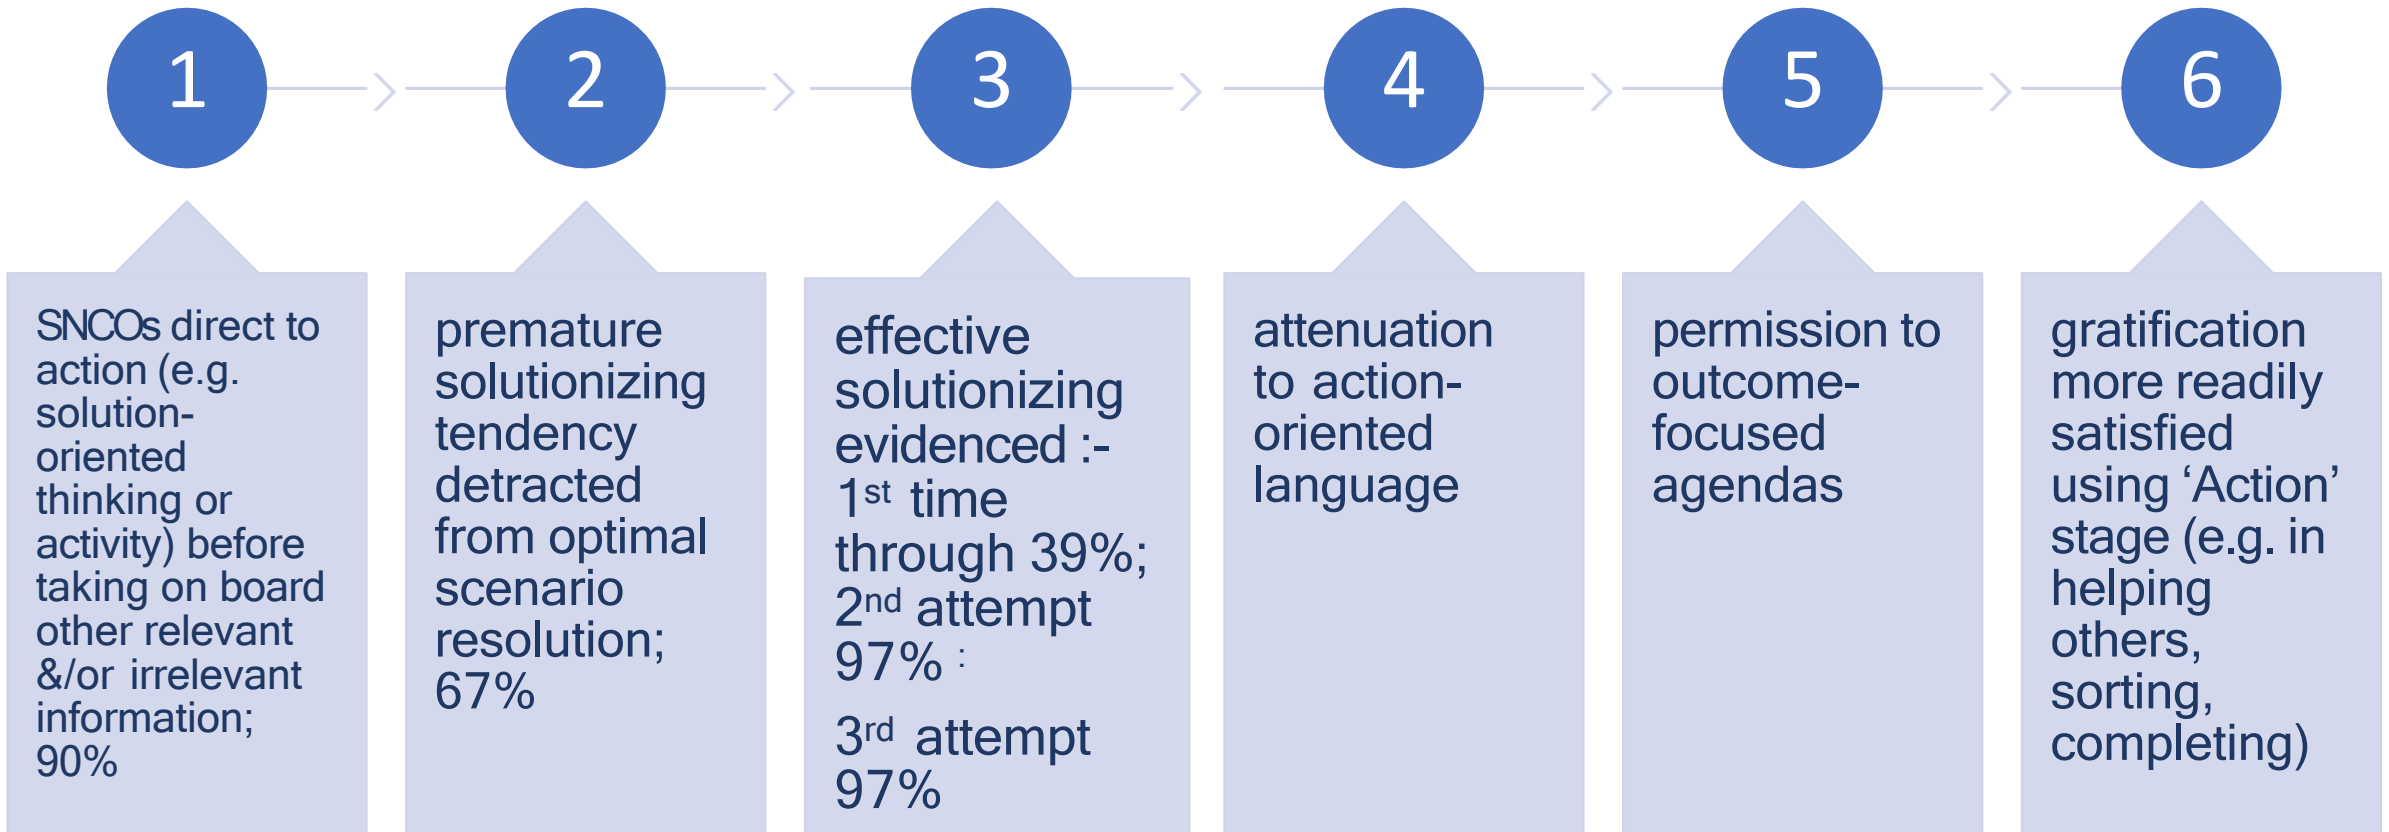 1
2
3
4
5
6
SNCOs direct to
action (e.g.
solution-
oriented
thinking or
activity) before
taking on board
other relevant
&/or irrelevant
information;
90%
premature
solutionizing
tendency
detracted
from optimal
scenario
resolution;
67%
effective
solutionizing
evidenced :-
1st time
through 39%;
2nd attempt
97% :
3rd attempt
97%
attenuation
to action-
oriented
language
permission to
outcome-
focused
agendas
gratification
more readily
satisfied
using ‘Action’
stage (e.g. in
helping
others,
sorting,
completing)